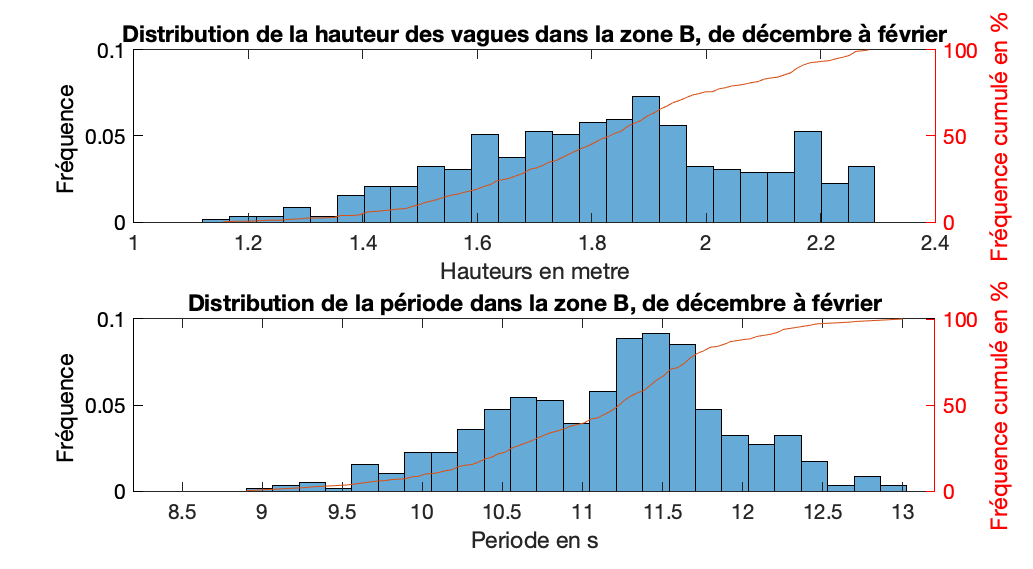 Distribution de la hauteur des vagues dans la zone B, de décembre à février
0.1
0.05
0
Fréquence
1 1.2 1.4 1.6 1.8 2 2.2 2.4
Hauteurs en metre
100
50
0
Fréquence cumulé en %
Distribution de la période dans la zone B, de décembre à février
0.1
0.05
0
Fréquence
8.5 9 9.5 10 10.5 11 11.5 12 12.5 13
Periode en s
100
50
0
Fréquence cumulé en %